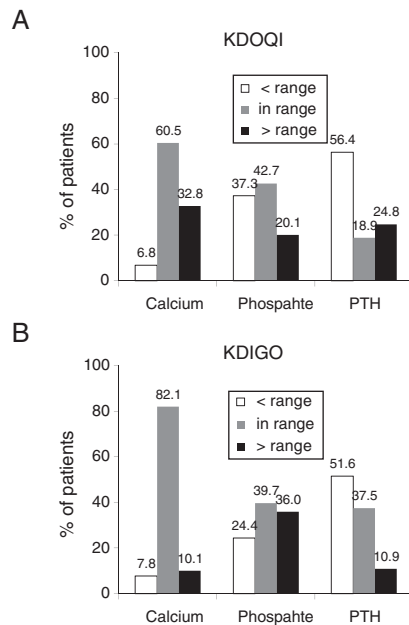 A
KDOQI
100
80
60
40
20
0
% of patients
< range
in range
> range
6.8
60.5
32.8
37.3
42.7
20.1
56.4
18.9
24.8
Calcium
Phospahte
PTH
B
KDIGO
100
80
60
40
20
0
% of patients
< range
in range
> range
7.8
82.1
10.1
24.4
39.7
36.0
51.6
37.5
10.9
Calcium
Phospahte
PTH